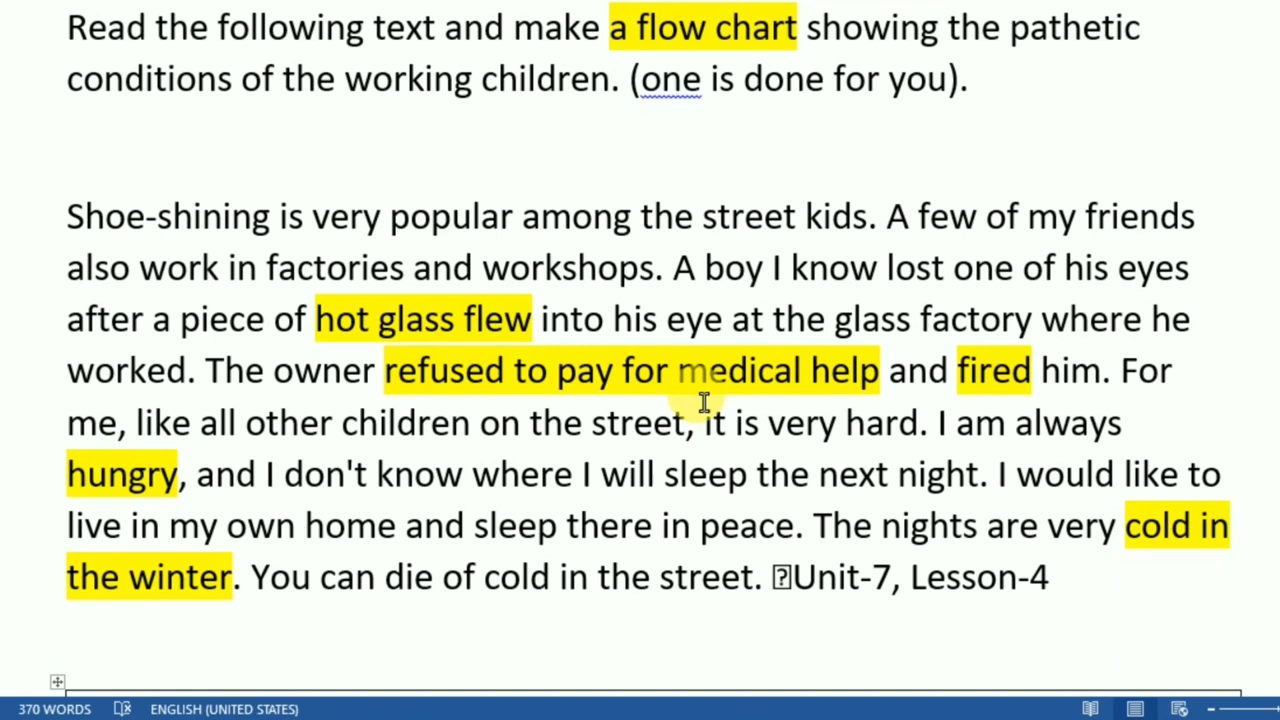 Read the following text and make a flow chart showing the pathetic
conditions of the working children. (one is done for you).
Shoe-shining is very popular among the street kids. A few of my friends
also work in factories and workshops. A boy I know lost one of his eyes
after a piece of hot glass flew into his eye at the glass factory where he
worked. The owner refused to pay for medical help and fired him. For
me, like all other children on the street, it is very hard. I am always
hungry, and I don't know where I will sleep the next night. I would like to
live in my own home and sleep there in peace. The nights are very cold in
the winter. You can die of cold in the street. Unit-7, Lesson-4
370 WORDS ENGLISH (UNITED STATES)